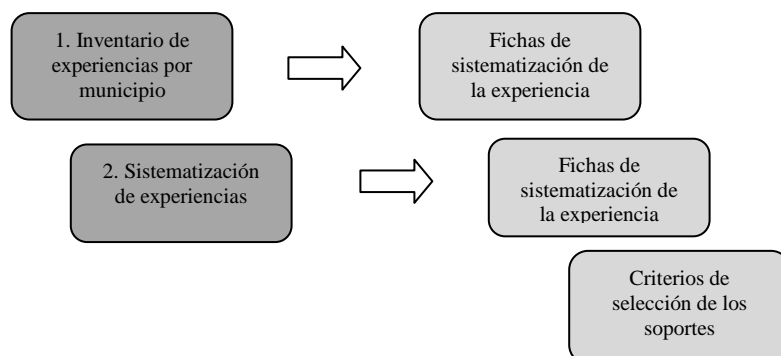 1. Inventario de
experiencias por
municipio
Fichas de
sistematización de
la experiencia
2. Sistematización
de experiencias
Fichas de
sistematización de
la experiencia
Criterios de
selección de los
soportes